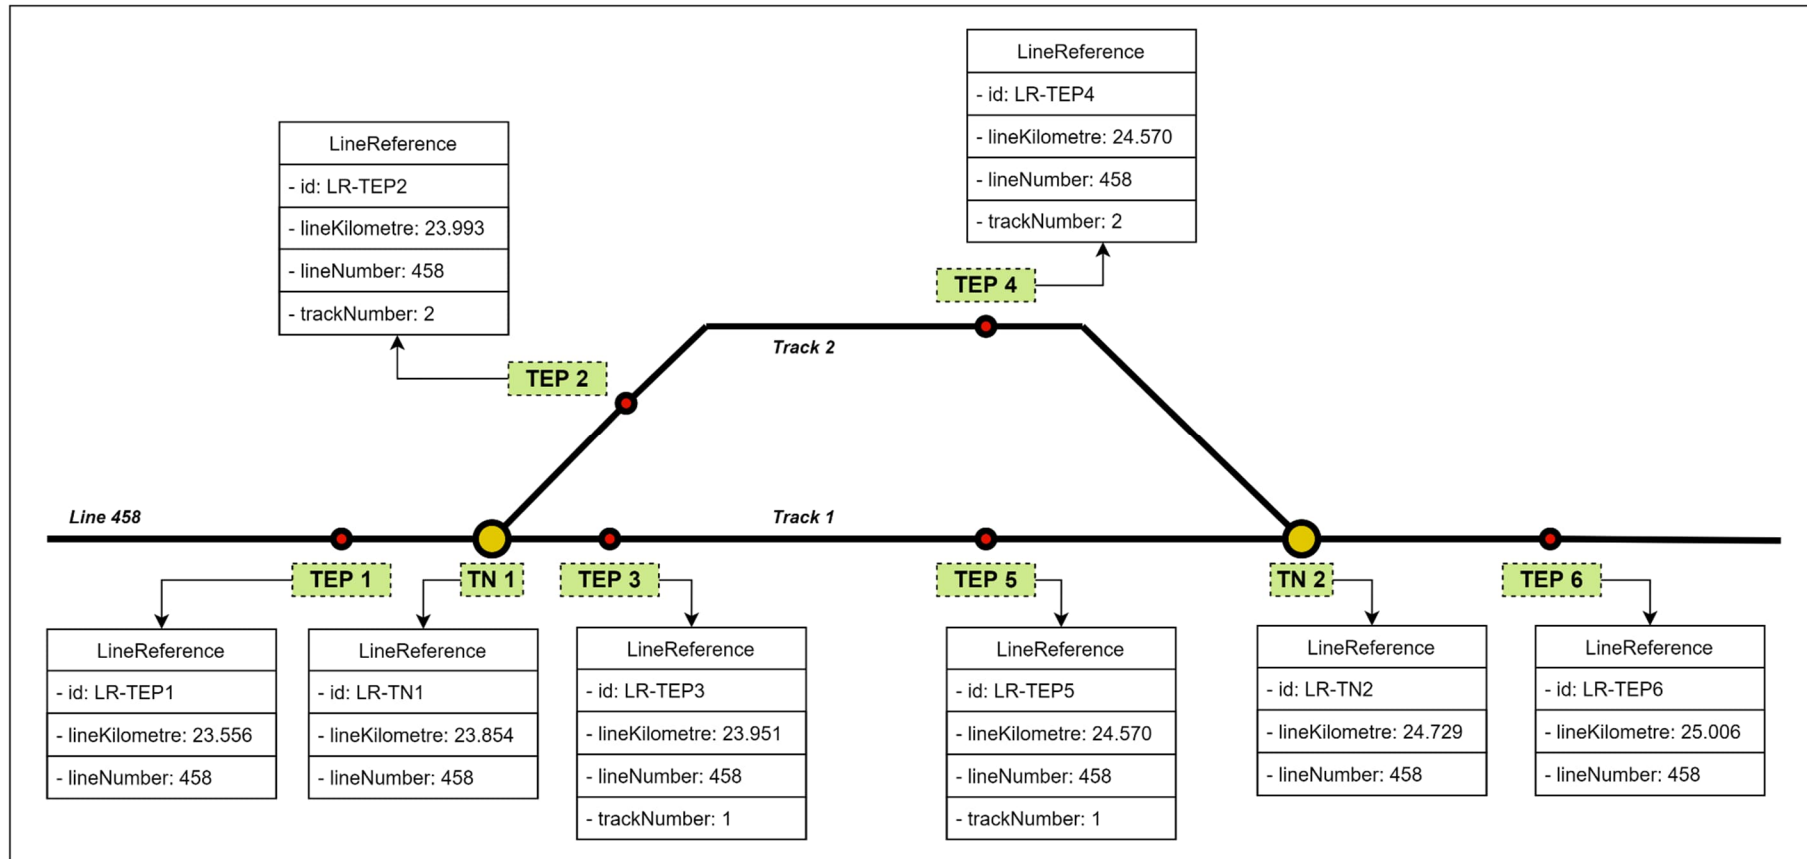 LineReference
- id: LR-TEP4
- lineKilometre: 24.570
- lineNumber: 458
- trackNumber: 2
LineReference
- id: LR-TEP2
- lineKilometre: 23.993
- lineNumber: 458
- trackNumber: 2
TEP 4
Track 2
TEP 2
Line 458
Track 1
TEP 1
TN 1
TEP 3
TEP 5
TN 2
TEP 6
LineReference
- id: LR-TEP1
- lineKilometre: 23.556
- lineNumber: 458
LineReference
- id: LR-TN1
- lineKilometre: 23.854
- lineNumber: 458
LineReference
- id: LR-TEP3
- lineKilometre: 23.951
- lineNumber: 458
- trackNumber: 1
LineReference
- id: LR-TEP5
- lineKilometre: 24.570
- lineNumber: 458
- trackNumber: 1
LineReference
- id: LR-TN2
- lineKilometre: 24.729
- lineNumber: 458
LineReference
- id: LR-TEP6
- lineKilometre: 25.006
- lineNumber: 458